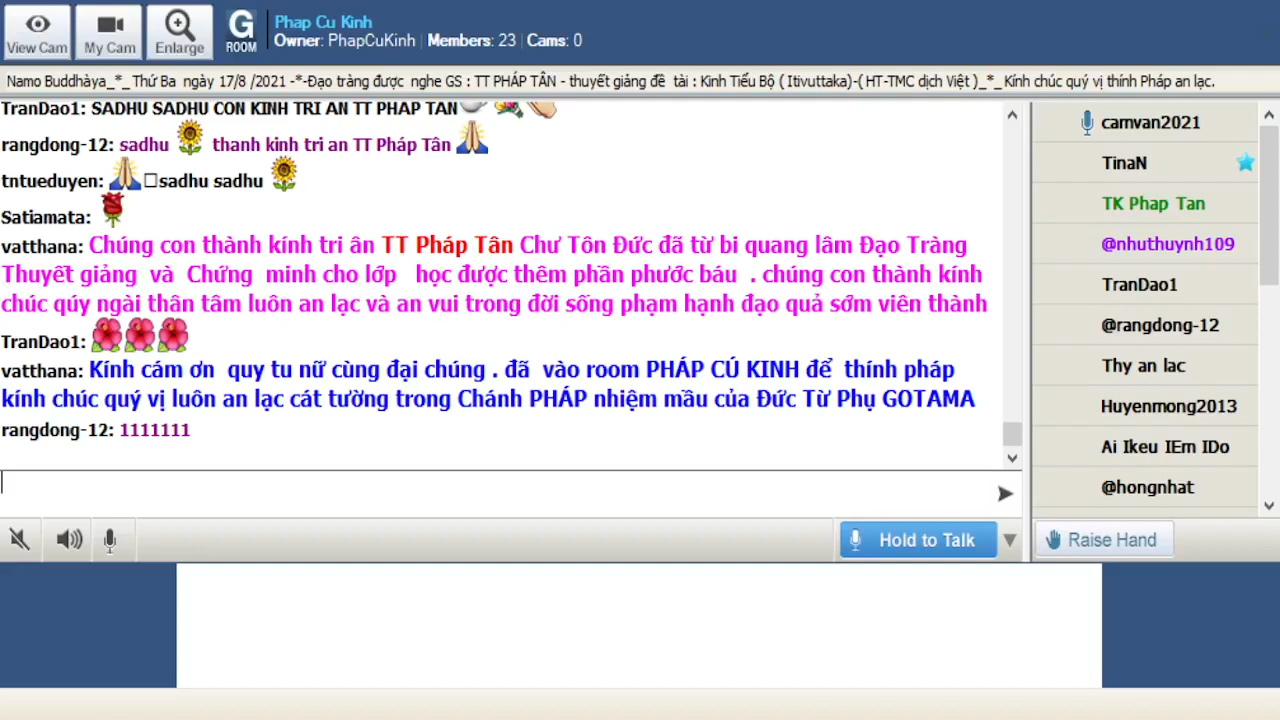 View Cam
My Cam
Enlarge
G
ROOM
Phap Cu Kinh
Owner: PhapCuKinh | Members: 23 | Cams: 0
Namo Buddhàya_*_ Thứ Ba ngày 17/8 /2021 -*-Đạo tràng được nghe GS : TT PHÁP TÂN - thuyết giảng đề tài : Kinh Tiểu Bộ ( Itivuttaka)-( HT-TMC dịch Việt )_*_ Kính chúc quý vị thính Pháp an lạc.
TranDao1: SADHU SADHU CON KINH TRI AN TT PHAP TAN
rangdong-12: sadhu thanh kinh tri an TT Pháp Tân
tntueduyen: sadhu sadhu
Satiamata:
vatthana: Chúng con thành kính tri ân TT Pháp Tân Chư Tôn Đức đã từ bi quang lâm Đạo Tràng
Thuyết giảng và Chứng minh cho lớp học được thêm phần phước báu . chúng con thành kính
chúc qúy ngài thân tâm luôn an lạc và an vui trong đời sống phạm hạnh đạo quả sớm viên thành
TranDao1:
vatthana: Kính cám ơn quy tu nữ cùng đại chúng . đã vào room PHÁP CÚ KINH để thính pháp
kính chúc quý vị luôn an lạc cát tường trong Chánh PHÁP nhiệm mầu của Đức Từ Phụ GOTAMA
rangdong-12: 1111111
camvan2021
TinaN
TK Phap Tan
@nhuthuynh109
TranDao1
@rangdong-12
Thy an lac
Huyenmong2013
Ai Ikeu IEm IDo
@hongnhat
Hold to Talk
Raise Hand